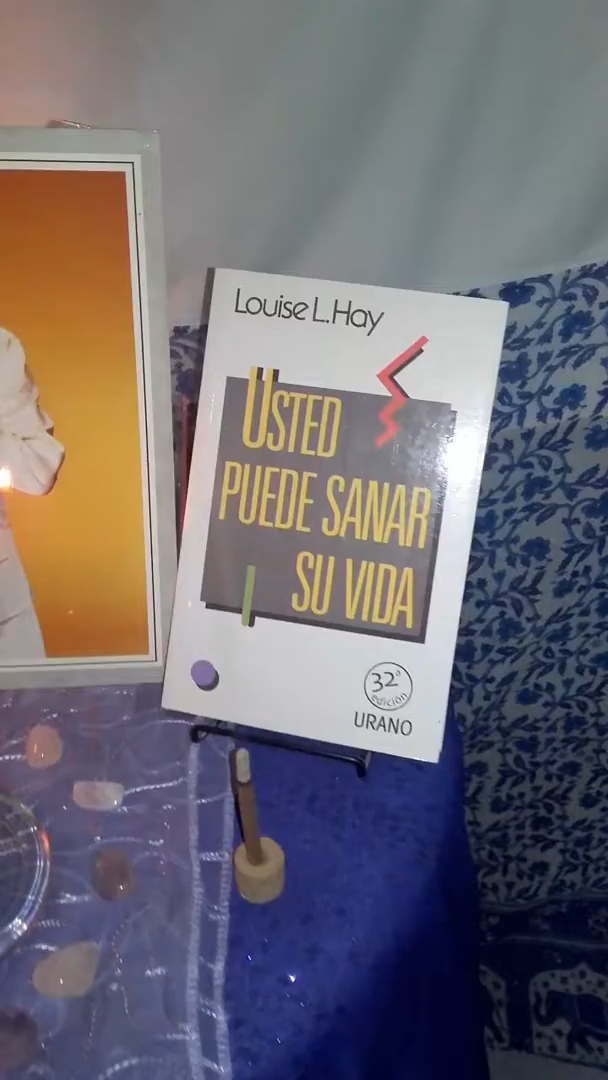 Louise L. Hay
USTED
PUEDE SANAR
SU VIDA
32ª
edición
URANO